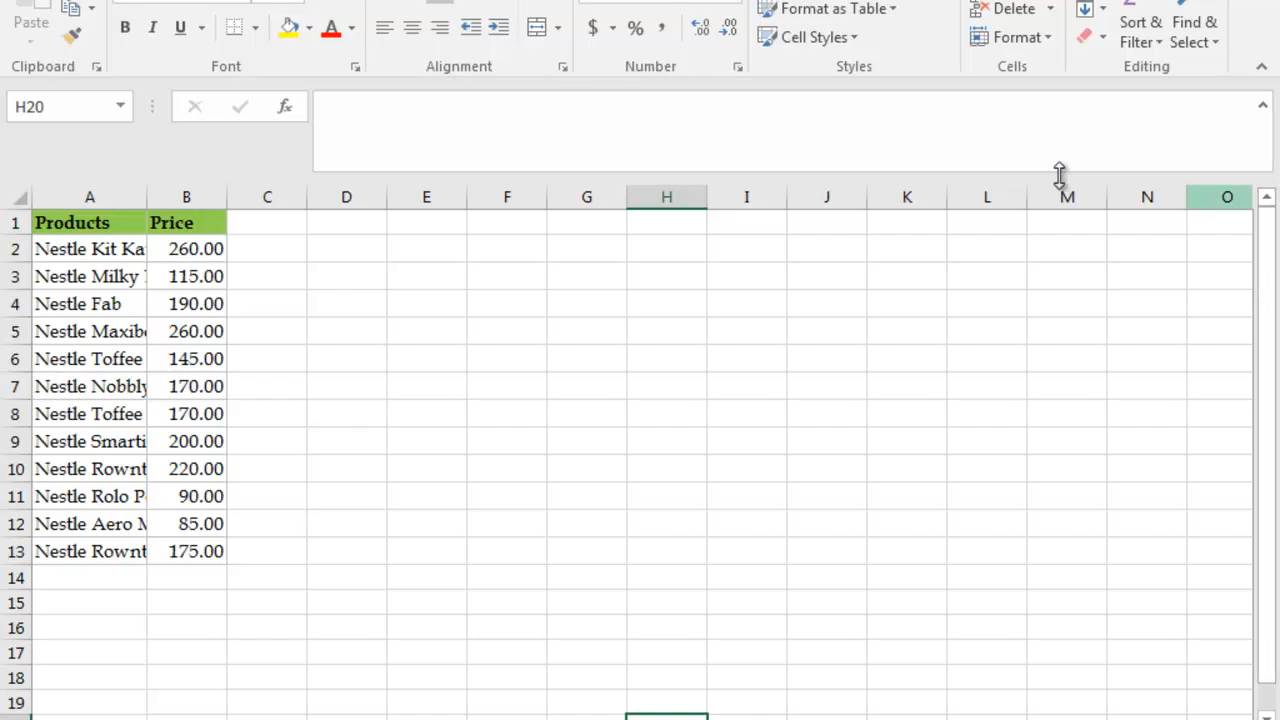 Paste
B I U
$ % ,
Format as Table
Cell Styles
Delete
Format
Sort &
Filter
Find &
Select
Clipboard
Font
Alignment
Number
Styles
Cells
Editing
H20
fx
A B C D E F G H I J K L M N O
1 Products Price
2 Nestle Kit Ka 260.00
3 Nestle Milky 115.00
4 Nestle Fab 190.00
5 Nestle Maxib 260.00
6 Nestle Toffee 145.00
7 Nestle Nobbly 170.00
8 Nestle Toffee 170.00
9 Nestle Smarti 200.00
10 Nestle Rownt 220.00
11 Nestle Rolo P 90.00
12 Nestle Aero M 85.00
13 Nestle Rownt 175.00
14
15
16
17
18
19